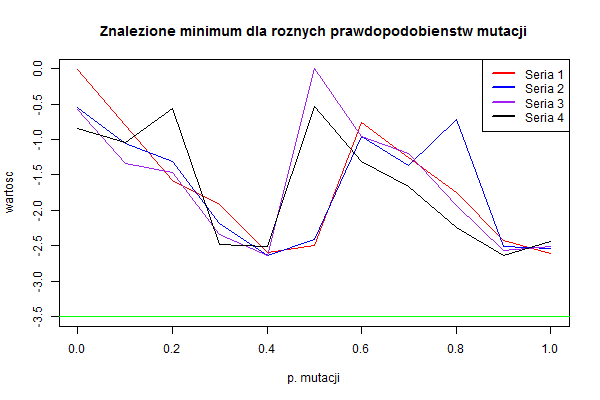 Znalezione minimum dla roznych prawdopodobienstw mutacji
Seria 1
Seria 2
Seria 3
Seria 4
wartosc
0.0
-0.5
-1.0
-1.5
-2.0
-2.5
-3.0
-3.5
0.0 0.2 0.4 0.6 0.8 1.0
p. mutacji